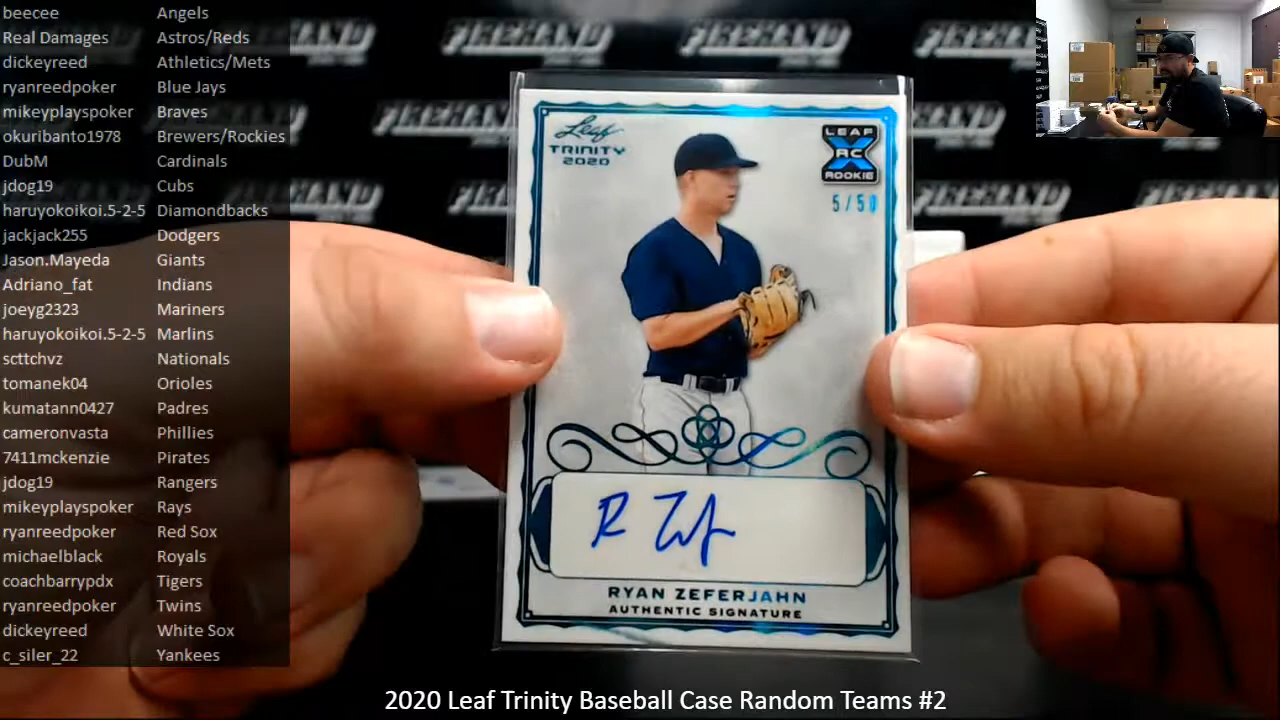 beecee Angels
Real Damages Astros/Reds
dickeyreed Athletics/Mets
ryanreedpoker Blue Jays
mikeyplayspoker Braves
okuribanto1978 Brewers/Rockies
DubM Cardinals
jdog19 Cubs
haruyokoikoi.5-2-5 Diamondbacks
jackjack255 Dodgers
Jason.Mayeda Giants
Adriano_fat Indians
joeyg2323 Mariners
haruyokoikoi.5-2-5 Marlins
scttchvz Nationals
tomanek04 Orioles
kumatann0427 Padres
cameronvasta Phillies
7411mckenzie Pirates
jdog19 Rangers
mikeyplayspoker Rays
ryanreedpoker Red Sox
michaelblack Royals
coachbarrypdx Tigers
ryanreedpoker Twins
dickeyreed White Sox
c_siler_22 Yankees
FIREHAND FIREHAND FIREHAND
Leaf
TRINITY
2020
LEAF
X
RC
ROOKIE
5/50
RYAN ZEFERJAHN
AUTHENTIC SIGNATURE
2020 Leaf Trinity Baseball Case Random Teams #2